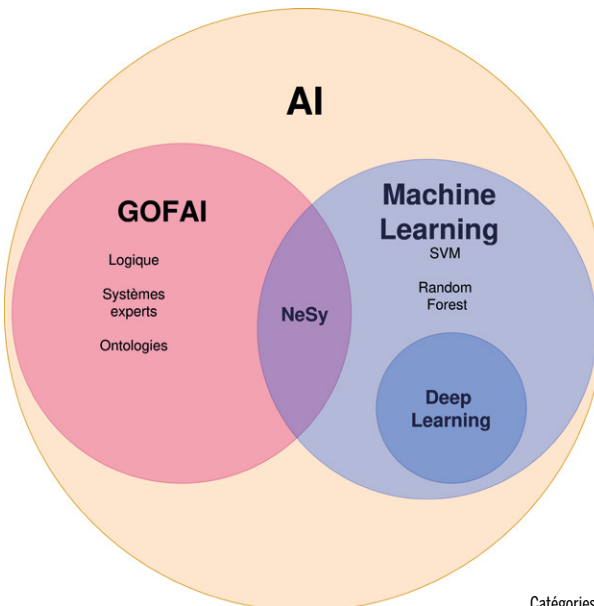 AI
GOFAI
Logique
Systèmes
experts
Ontologies
NeSy
Machine
Learning
SVM
Random
Forest
Deep
Learning
Catégories